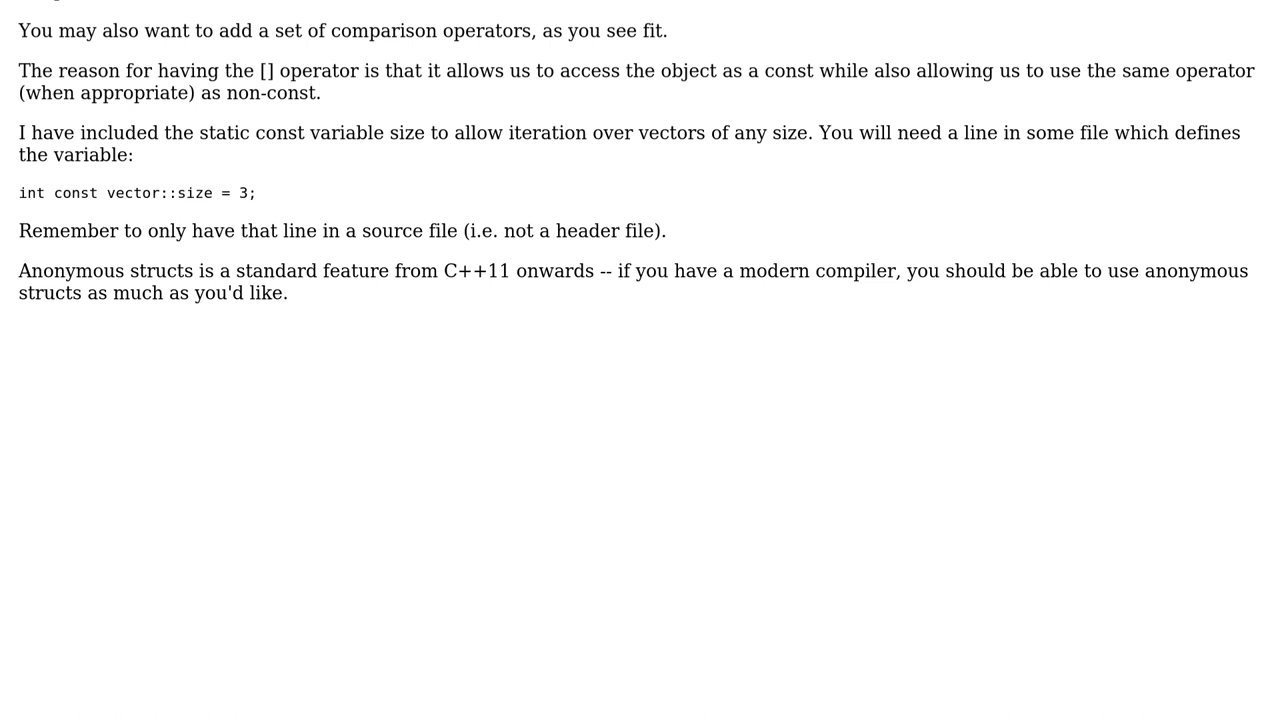 You may also want to add a set of comparison operators, as you see fit.
The reason for having the [] operator is that it allows us to access the object as a const while also allowing us to use the same operator
(when appropriate) as non-const.
I have included the static const variable size to allow iteration over vectors of any size. You will need a line in some file which defines
the variable:
int const vector::size = 3;
Remember to only have that line in a source file (i.e. not a header file).
Anonymous structs is a standard feature from C++11 onwards -- if you have a modern compiler, you should be able to use anonymous
structs as much as you'd like.